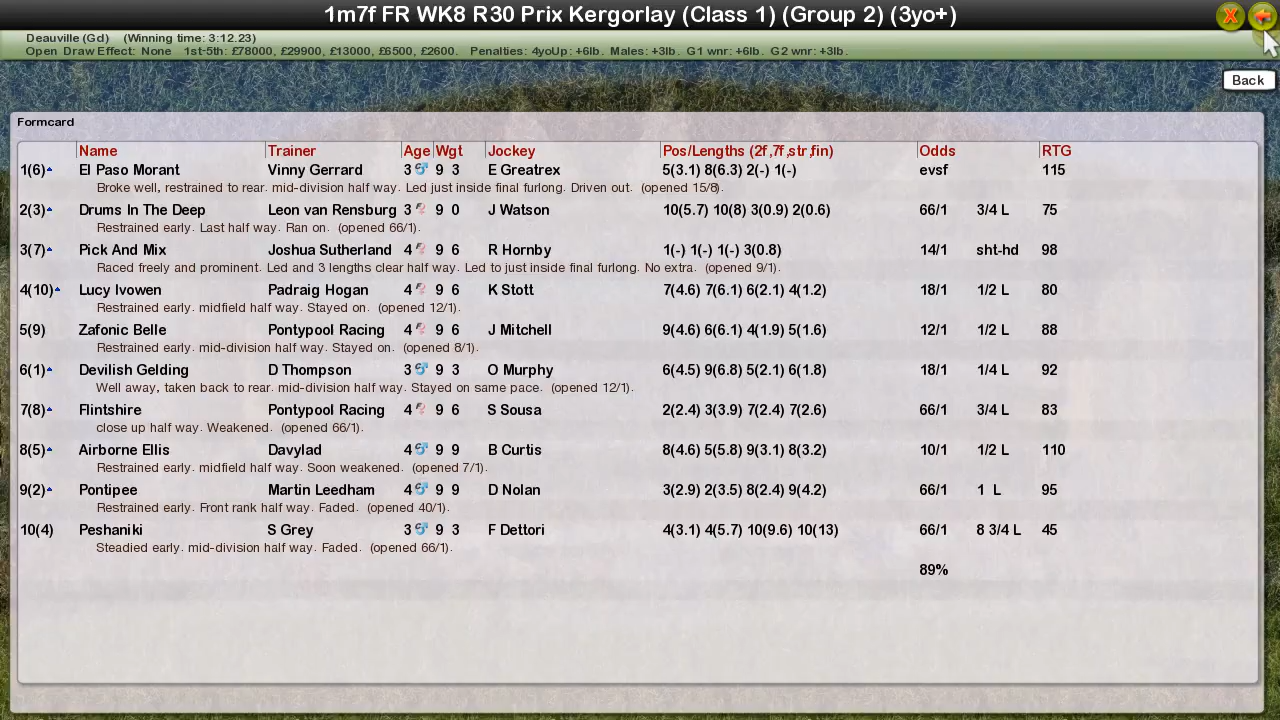 1m7f FR WK8 R30 Prix Kergorlay (Class 1) (Group 2) (3yo+)
X
Deauville (Gd) (Winning time: 3:12.23)
Open Draw Effect: None 1st-5th: £78000, £29900, £13000, £6500, £2600. Penalties: 4yoUp: +6lb. Males: +3lb. G1 wnr: +6lb. G2 wnr: +3lb.
Back
Formcard
Name Trainer Age Wgt Jockey Pos/Lengths (2f,7f,str,fin) Odds RTG
1(6) El Paso Morant Vinny Gerrard 3 9 3 E Greatrex 5(3.1) 8(6.3) 2(-) 1(-) evsf 115
Broke well, restrained to rear. mid-division half way. Led just inside final furlong. Driven out. (opened 15/8).
2(3) Drums In The Deep Leon van Rensburg 3 9 0 J Watson 10(5.7) 10(8) 3(0.9) 2(0.6) 66/1 3/4 L 75
Restrained early. Last half way. Ran on. (opened 66/1).
3(7) Pick And Mix Joshua Sutherland 4 9 6 R Hornby 1(-) 1(-) 1(-) 3(0.8) 14/1 sht-hd 98
Raced freely and prominent. Led and 3 lengths clear half way. Led to just inside final furlong. No extra. (opened 9/1).
4(10) Lucy Ivowen Padraig Hogan 4 9 6 K Stott 7(4.6) 7(6.1) 6(2.1) 4(1.2) 18/1 1/2 L 80
Restrained early. midfield half way. Stayed on. (opened 12/1).
5(9) Zafonic Belle Pontypool Racing 4 9 6 J Mitchell 9(4.6) 6(6.1) 4(1.9) 5(1.6) 12/1 1/2 L 88
Restrained early. mid-division half way. Stayed on. (opened 8/1).
6(1) Devilish Gelding D Thompson 3 9 3 O Murphy 6(4.5) 9(6.8) 5(2.1) 6(1.8) 18/1 1/4 L 92
Well away, taken back to rear. mid-division half way. Stayed on same pace. (opened 12/1).
7(8) Flintshire Pontypool Racing 4 9 6 S Sousa 2(2.4) 3(3.9) 7(2.4) 7(2.6) 66/1 3/4 L 83
close up half way. Weakened. (opened 66/1).
8(5) Airborne Ellis Davylad 4 9 9 B Curtis 8(4.6) 5(5.8) 9(3.1) 8(3.2) 10/1 1/2 L 110
Restrained early. midfield half way. Soon weakened. (opened 7/1).
9(2) Pontipee Martin Leedham 4 9 9 D Nolan 3(2.9) 2(3.5) 8(2.4) 9(4.2) 66/1 1 L 95
Restrained early. Front rank half way. Faded. (opened 40/1).
10(4) Peshaniki S Grey 3 9 3 F Dettori 4(3.1) 4(5.7) 10(9.6) 10(13) 66/1 8 3/4 L 45
Steadied early. mid-division half way. Faded. (opened 66/1).
89%